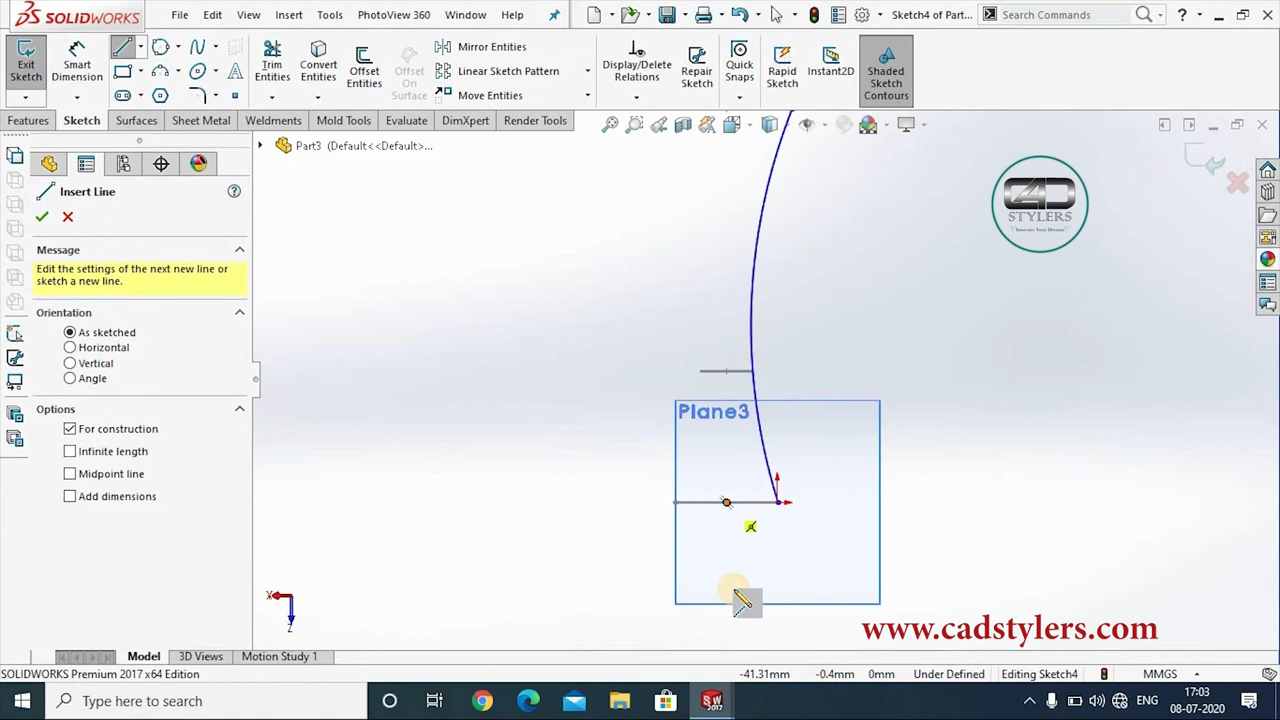 SOLIDWORKS File Edit View Insert Tools PhotoView 360 Window Help Sketch4 of Part... Search Commands ?
Exit Sketch
Smart Dimension
Trim Entities
Convert Entities
Offset Entities
Offset On Surface
Mirror Entities
Linear Sketch Pattern
Move Entities
Display/Delete Relations
Repair Sketch
Quick Snaps
Rapid Sketch
Instant2D
Shaded Sketch Contours
Features Sketch Surfaces Sheet Metal Weldments Mold Tools Evaluate DimXpert Render Tools
Part3 (Default<<Default>...
Insert Line
Message
Edit the settings of the next new line or
sketch a new line.
Orientation
As sketched
Horizontal
Vertical
Angle
Options
For construction
Infinite length
Midpoint line
Add dimensions
CAD
STYLERS
Innovate Your Dreams
Plane3
X
Z
www.cadstylers.com
Model 3D Views Motion Study 1
SOLIDWORKS Premium 2017 x64 Edition -41.31mm -0.4mm 0mm Under Defined Editing Sketch4 MMGS
Type here to search
SW
2017
ENG
17:03
08-07-2020